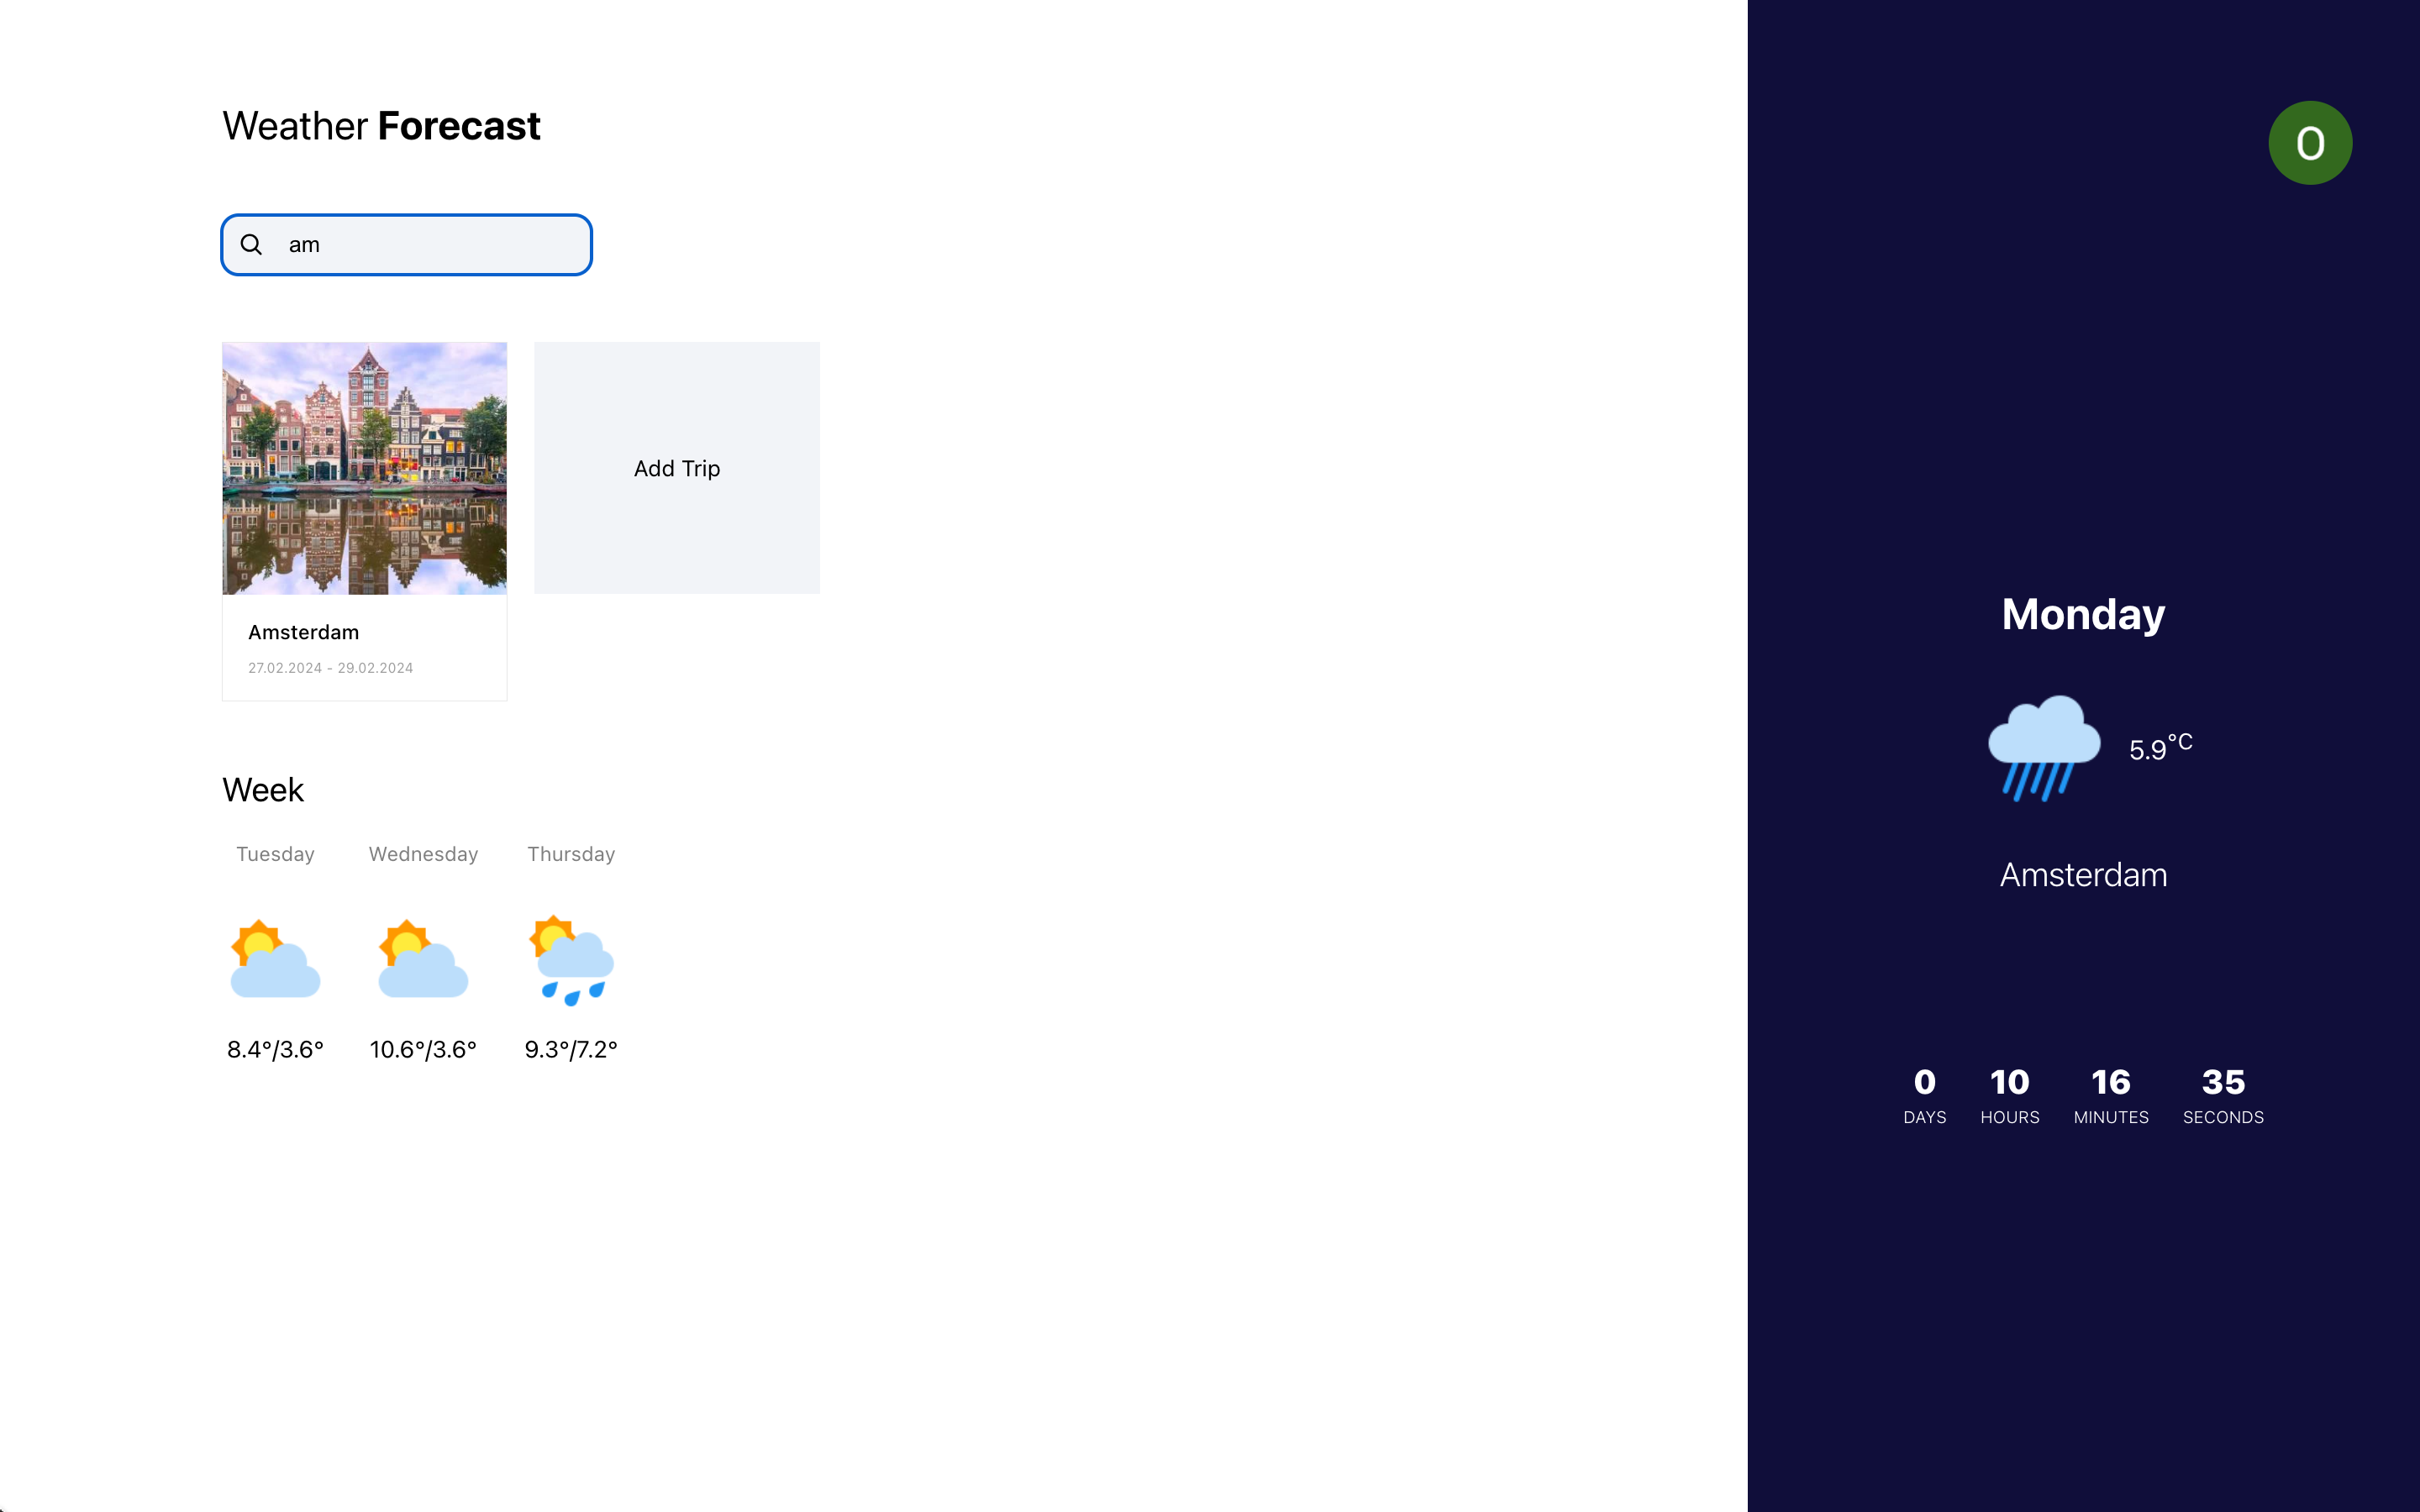 Weather Forecast
O
am
Add Trip
Amsterdam
27.02.2024 - 29.02.2024
Week
Tuesday Wednesday Thursday
8.4°/3.6° 10.6°/3.6° 9.3°/7.2°
Monday
5.9°C
Amsterdam
0 10 16 35
DAYS HOURS MINUTES SECONDS